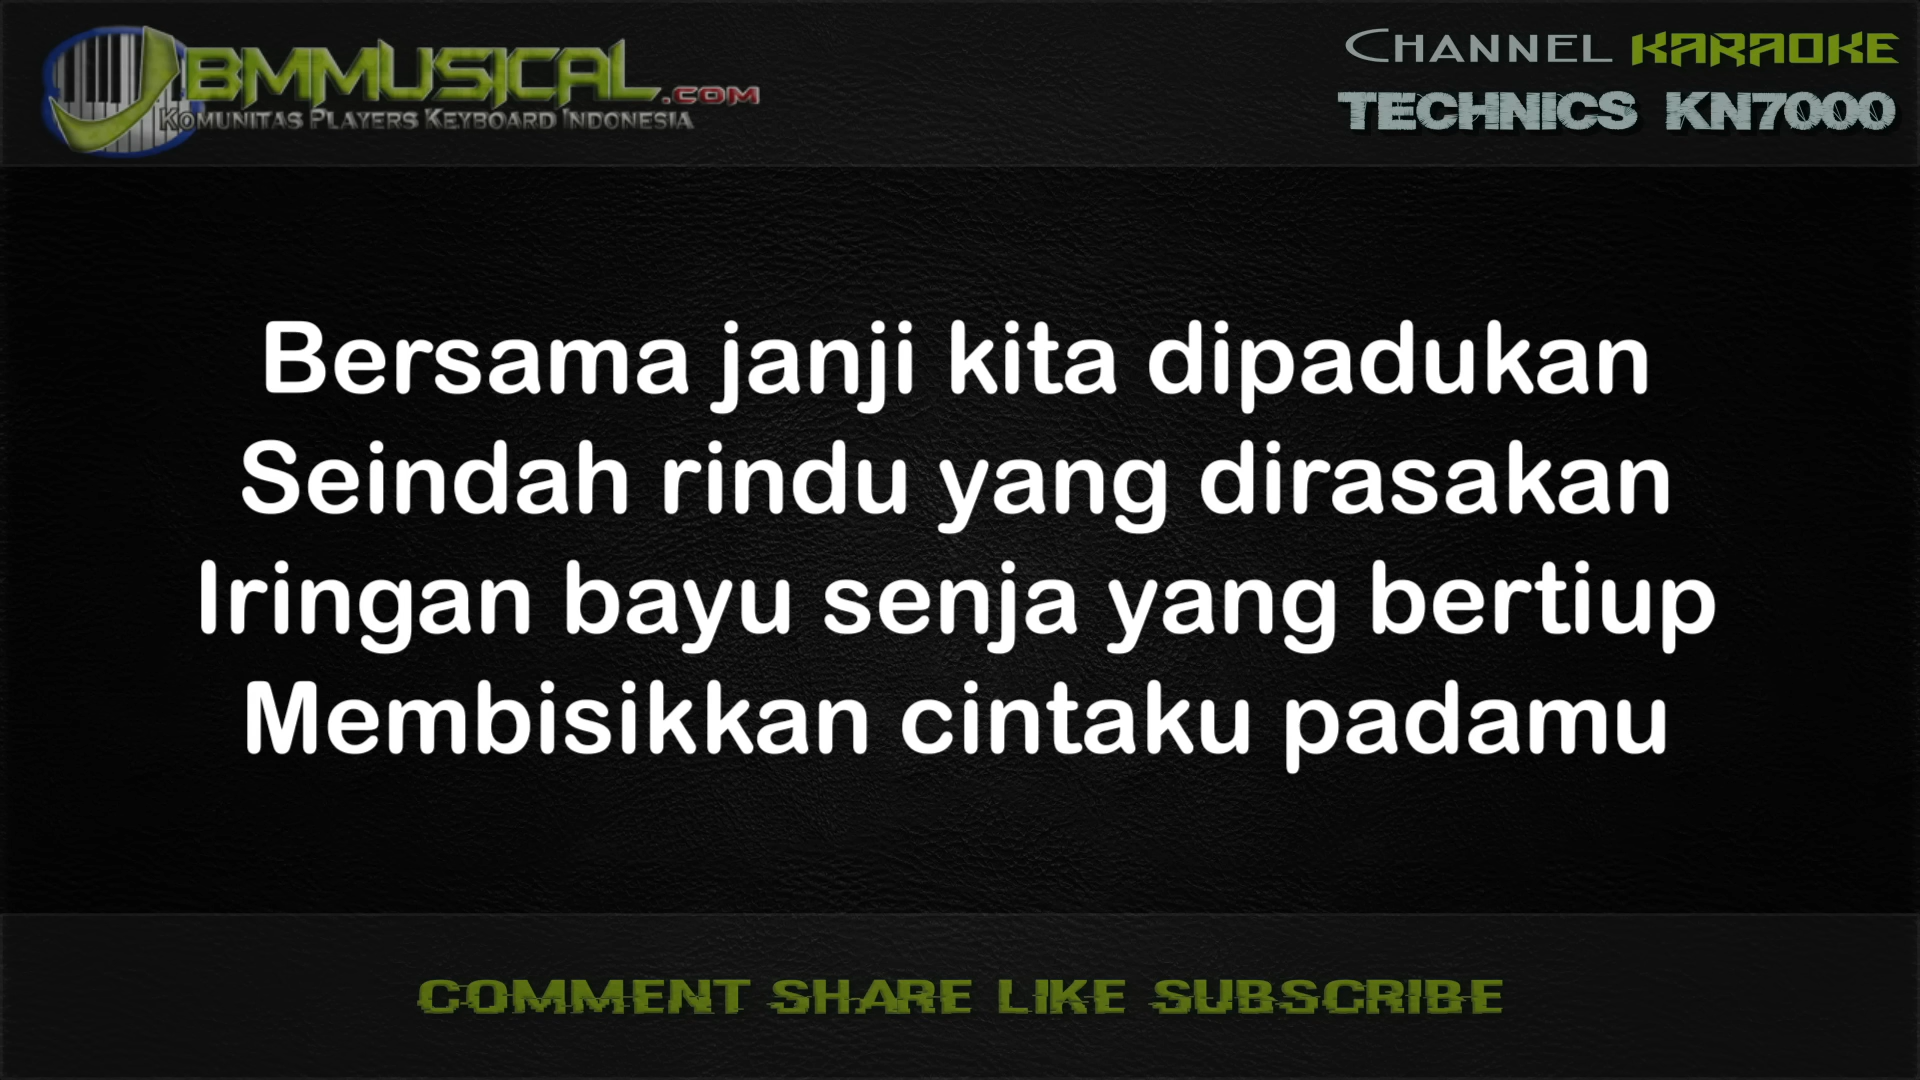 BMMUSICAL.COM
KOMUNITAS PLAYERS KEYBOARD INDONESIA
CHANNEL KARAOKE
TECHNICS KN7000
Bersama janji kita dipadukan
Seindah rindu yang dirasakan
Iringan bayu senja yang bertiup
Membisikkan cintaku padamu
COMMENT SHARE LIKE SUBSCRIBE